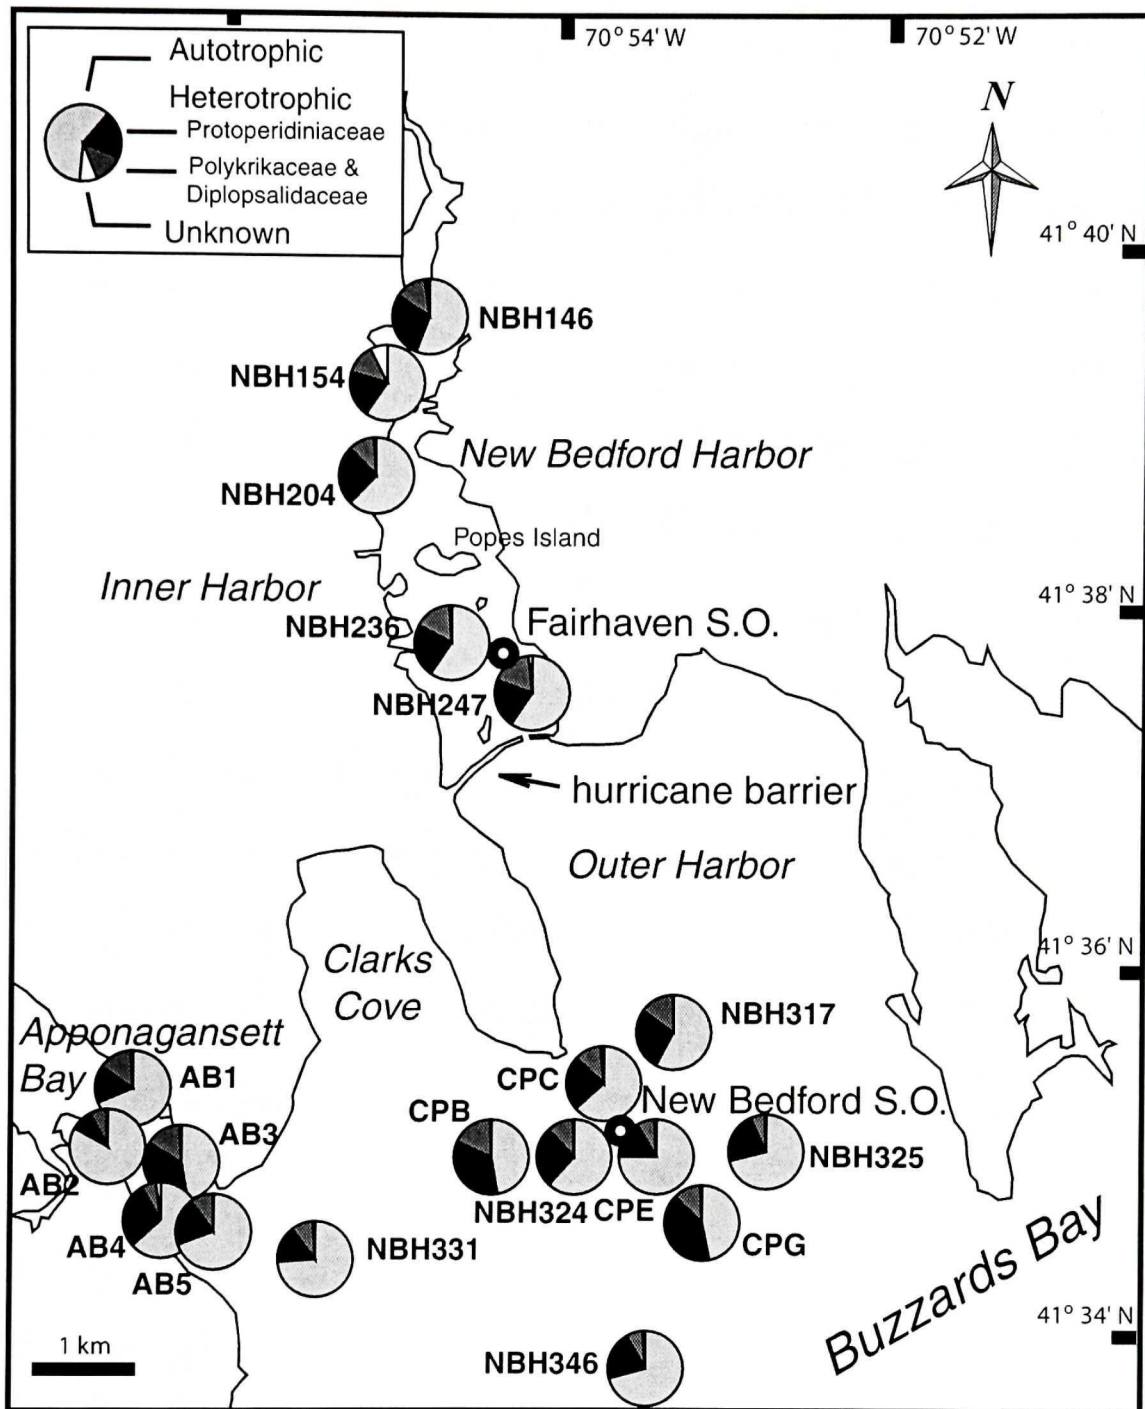 70° 54' W
70° 52' W
Autotrophic
Heterotrophic
Protoperidiniaceae
Polykrikaceae &
Diplopsalidaceae
Unknown
N
41° 40' N
NBH146
NBH154
New Bedford Harbor
NBH204
Popes Island
Inner Harbor
41° 38' N
NBH236
Fairhaven S.O.
NBH247
hurricane barrier
Outer Harbor
Clarks
Cove
41° 36' N
Apponagansett
Bay
NBH317
AB1
CPC
New Bedford S.O.
CPB
AB3
NBH325
AB2
NBH324
CPE
AB4
NBH331
CPG
AB5
Buzzards Bay
41° 34' N
1 km
NBH346